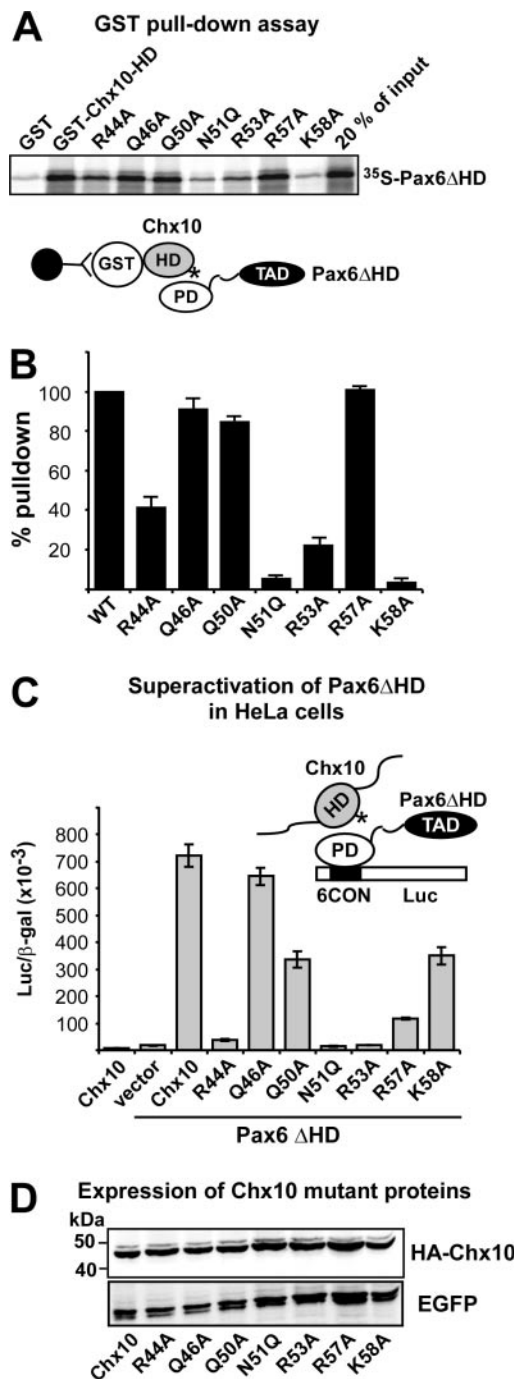 A
GST pull-down assay
GST
GST-Chx10-HD
R44A
Q46A
Q50A
N51Q
R53A
R57A
K58A
20 % of input
35S-Pax6ΔHD
Chx10
GST
HD
*
PD
TAD
Pax6ΔHD
B
% pulldown
100
80
60
40
20
WT
R44A
Q46A
Q50A
N51Q
R53A
R57A
K58A
C
Superactivation of Pax6ΔHD
in HeLa cells
Chx10
HD
*
Pax6ΔHD
PD
TAD
6CON
Luc
Luc/β-gal (x10-3)
800
700
600
500
400
300
200
100
Chx10
vector
Chx10
R44A
Q46A
Q50A
N51Q
R53A
R57A
K58A
Pax6 ΔHD
D
Expression of Chx10 mutant proteins
kDa
50
40
HA-Chx10
EGFP
Chx10
R44A
Q46A
Q50A
N51Q
R53A
R57A
K58A